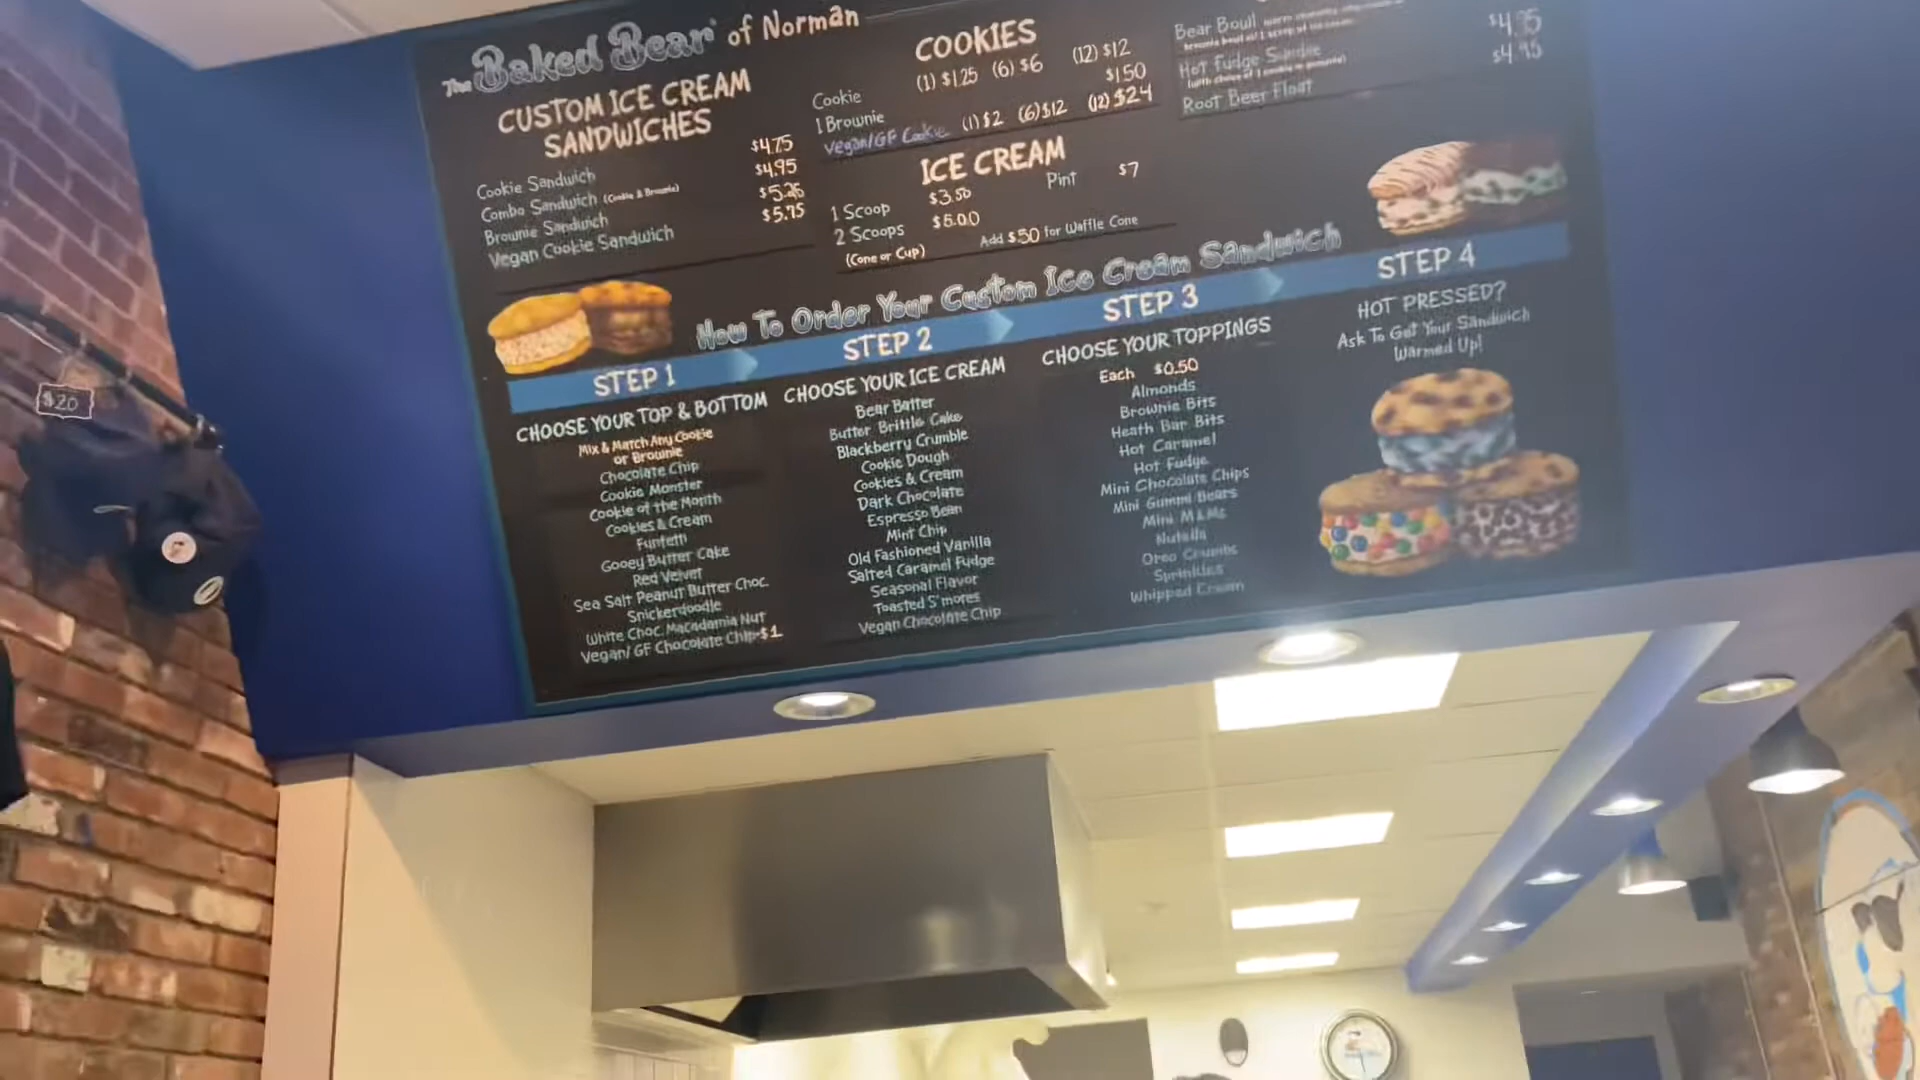 The Baked Bear of Norman
CUSTOM ICE CREAM
SANDWICHES
Cookie Sandwich $4.75
Combo Sandwich (Cookie & Brownie) $4.95
Brownie Sandwich
Vegan Cookie Sandwich $5.75
COOKIES
Cookie (1) $1.25 (6) $6 (12) $12
1 Brownie $1.50
Vegan/GF Cookie (1) $2 (6) $12 (12) $24
ICE CREAM
1 Scoop $3.50 Pint $7
2 Scoops $5.00
(Cone or Cup) Add $.50 for Waffle Cone
Bear Bowl
Hot Fudge Sundae
Root Beer Float $4.95
How To Order Your Custom Ice Cream Sandwich
STEP 1
CHOOSE YOUR TOP & BOTTOM
Mix & Match Any Cookie
or Brownie
Chocolate Chip
Cookie Monster
Cookie of the Month
Cookies & Cream
Funfetti
Gooey Butter Cake
Red Velvet
Sea Salt Peanut Butter Choc.
Snickerdoodle
White Choc. Macadamia Nut
Vegan/ GF Chocolate Chip-$1
STEP 2
CHOOSE YOUR ICE CREAM
Bear Batter
Butter Brittle Cake
Blackberry Crumble
Cookie Dough
Cookies & Cream
Dark Chocolate
Espresso Bean
Mint Chip
Old Fashioned Vanilla
Salted Caramel Fudge
Seasonal Flavor
Toasted S'mores
Vegan Chocolate Chip
STEP 3
CHOOSE YOUR TOPPINGS
Each $0.50
Almonds
Brownie Bits
Heath Bar Bits
Hot Caramel
Hot Fudge
Mini Chocolate Chips
Mini Gummi Bears
Mini M&Ms
Nutella
Oreo Crumbs
Sprinkles
Whipped Cream
STEP 4
HOT PRESSED?
Ask To Get Your Sandwich
Warmed Up!
$20